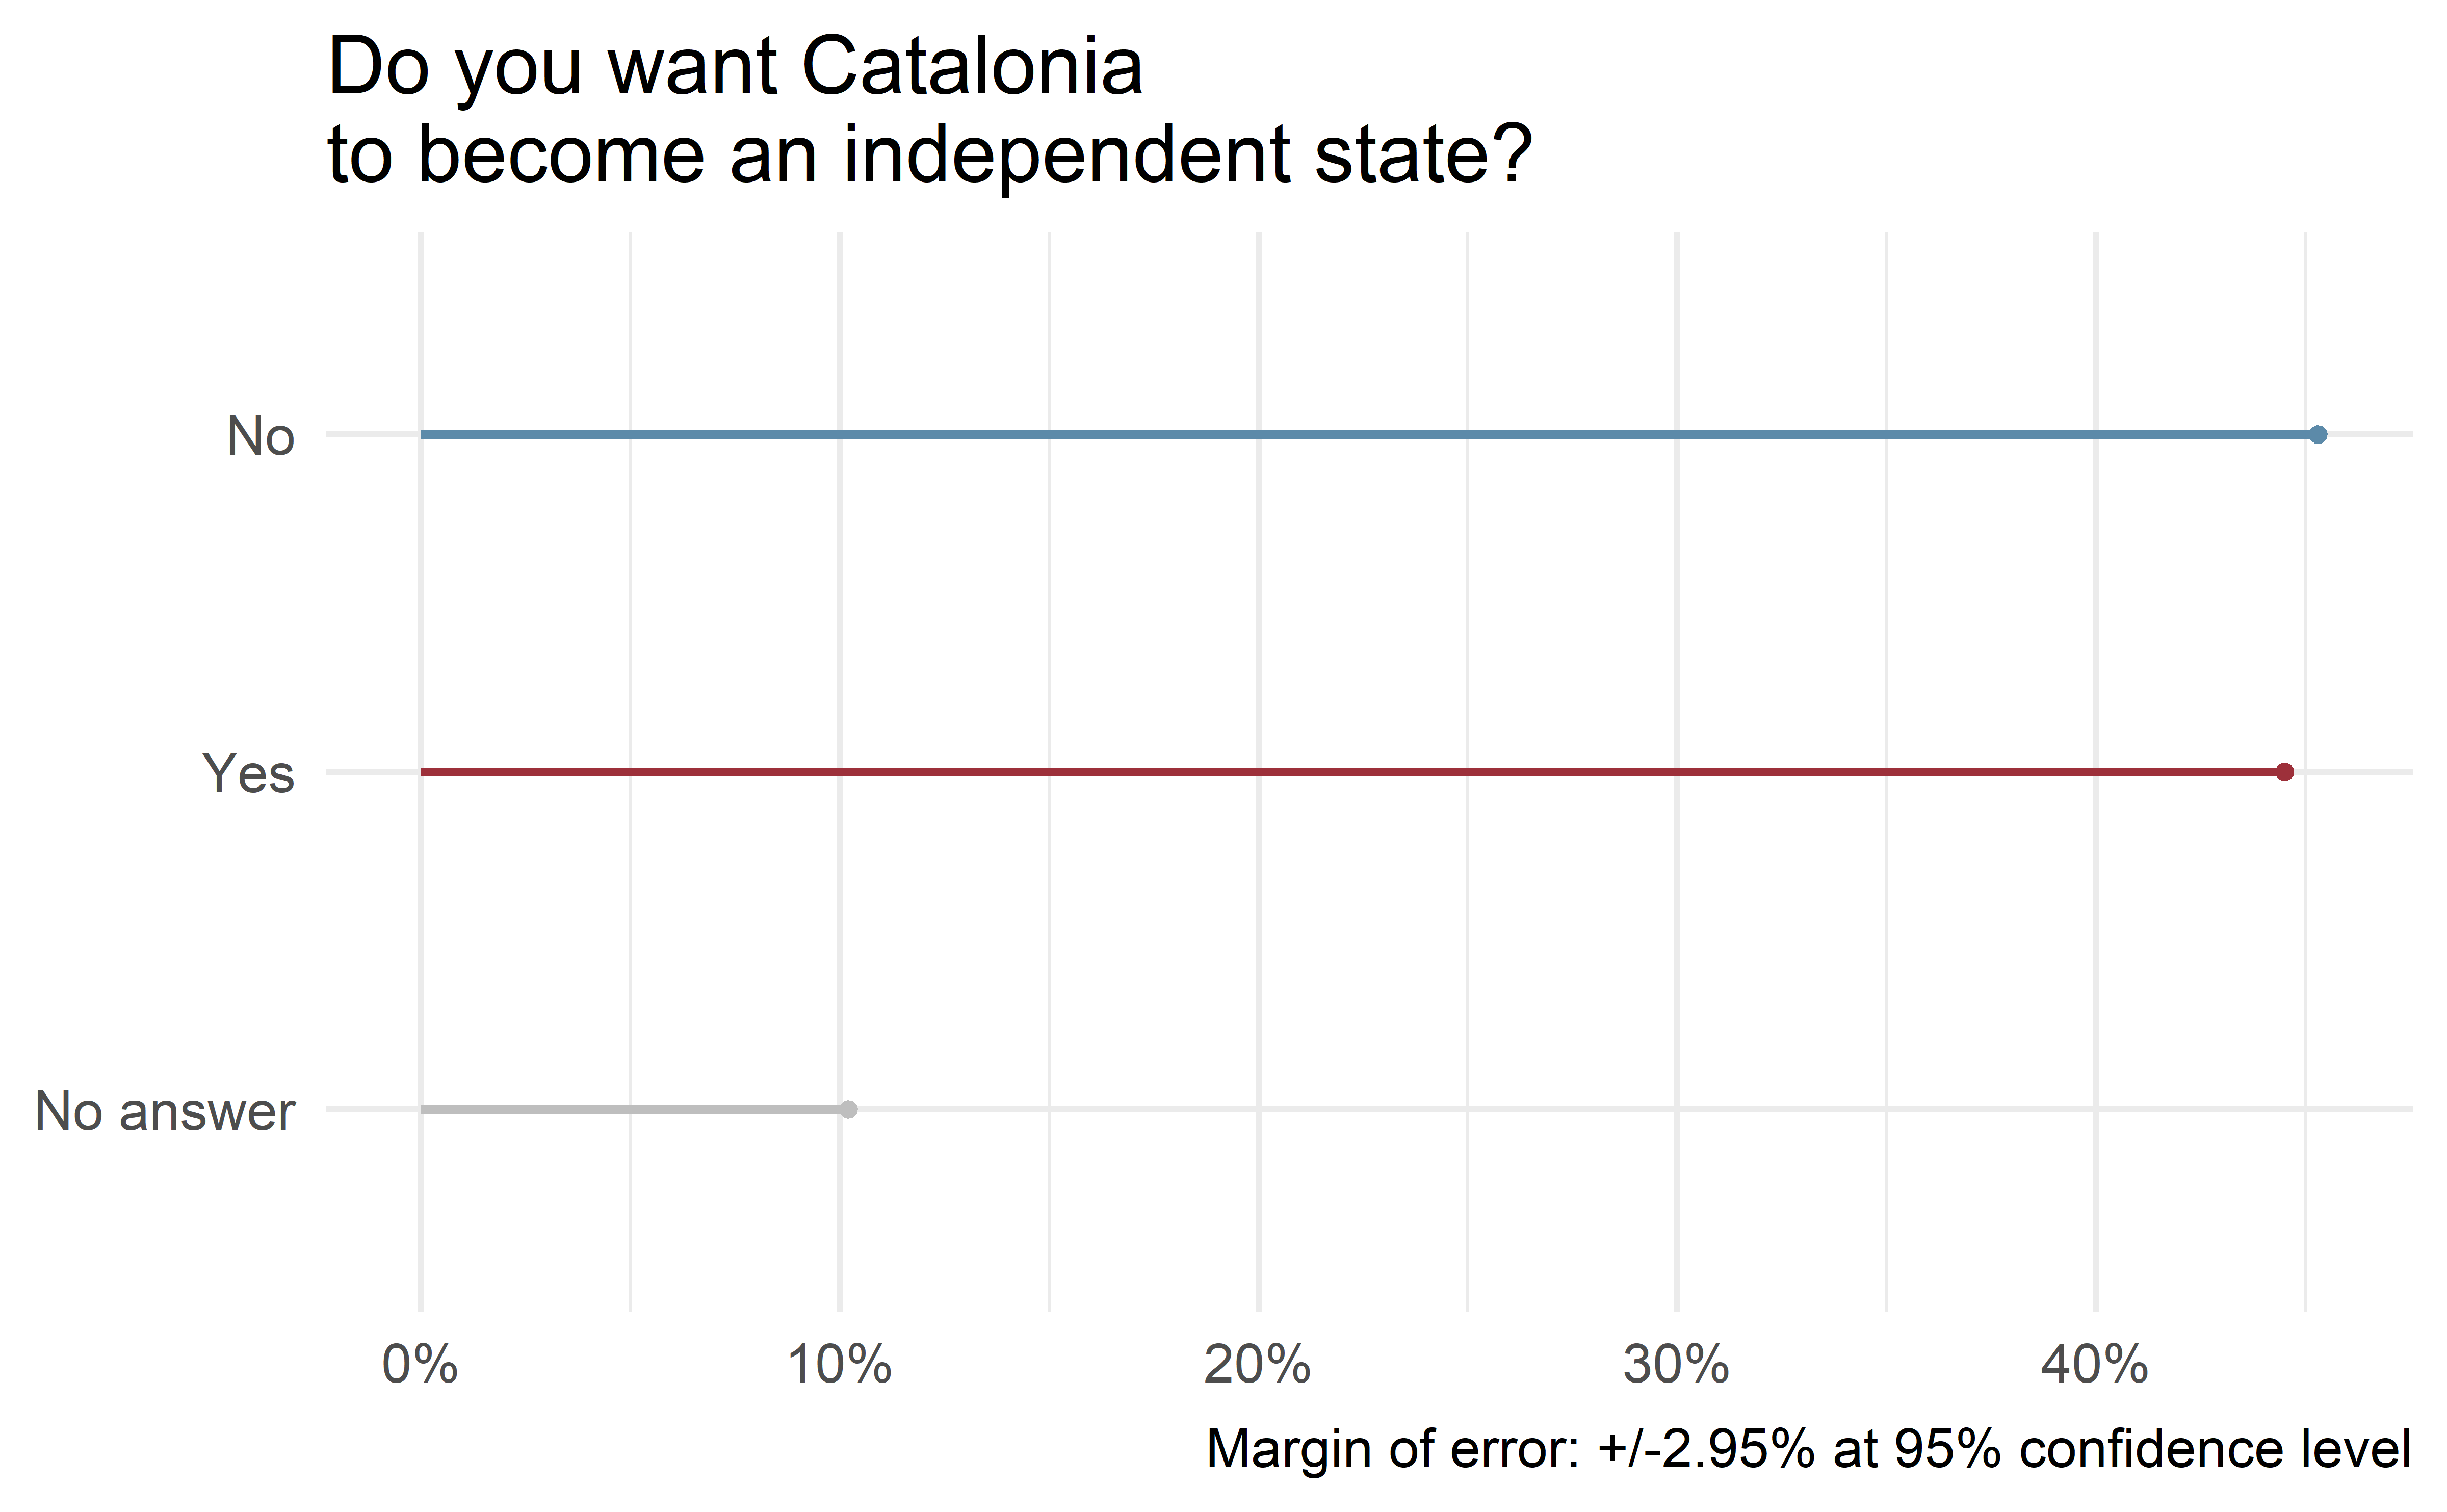 Do you want Catalonia
to become an independent state?
No
Yes
No answer
0% 10% 20% 30% 40%
Margin of error: +/-2.95% at 95% confidence level